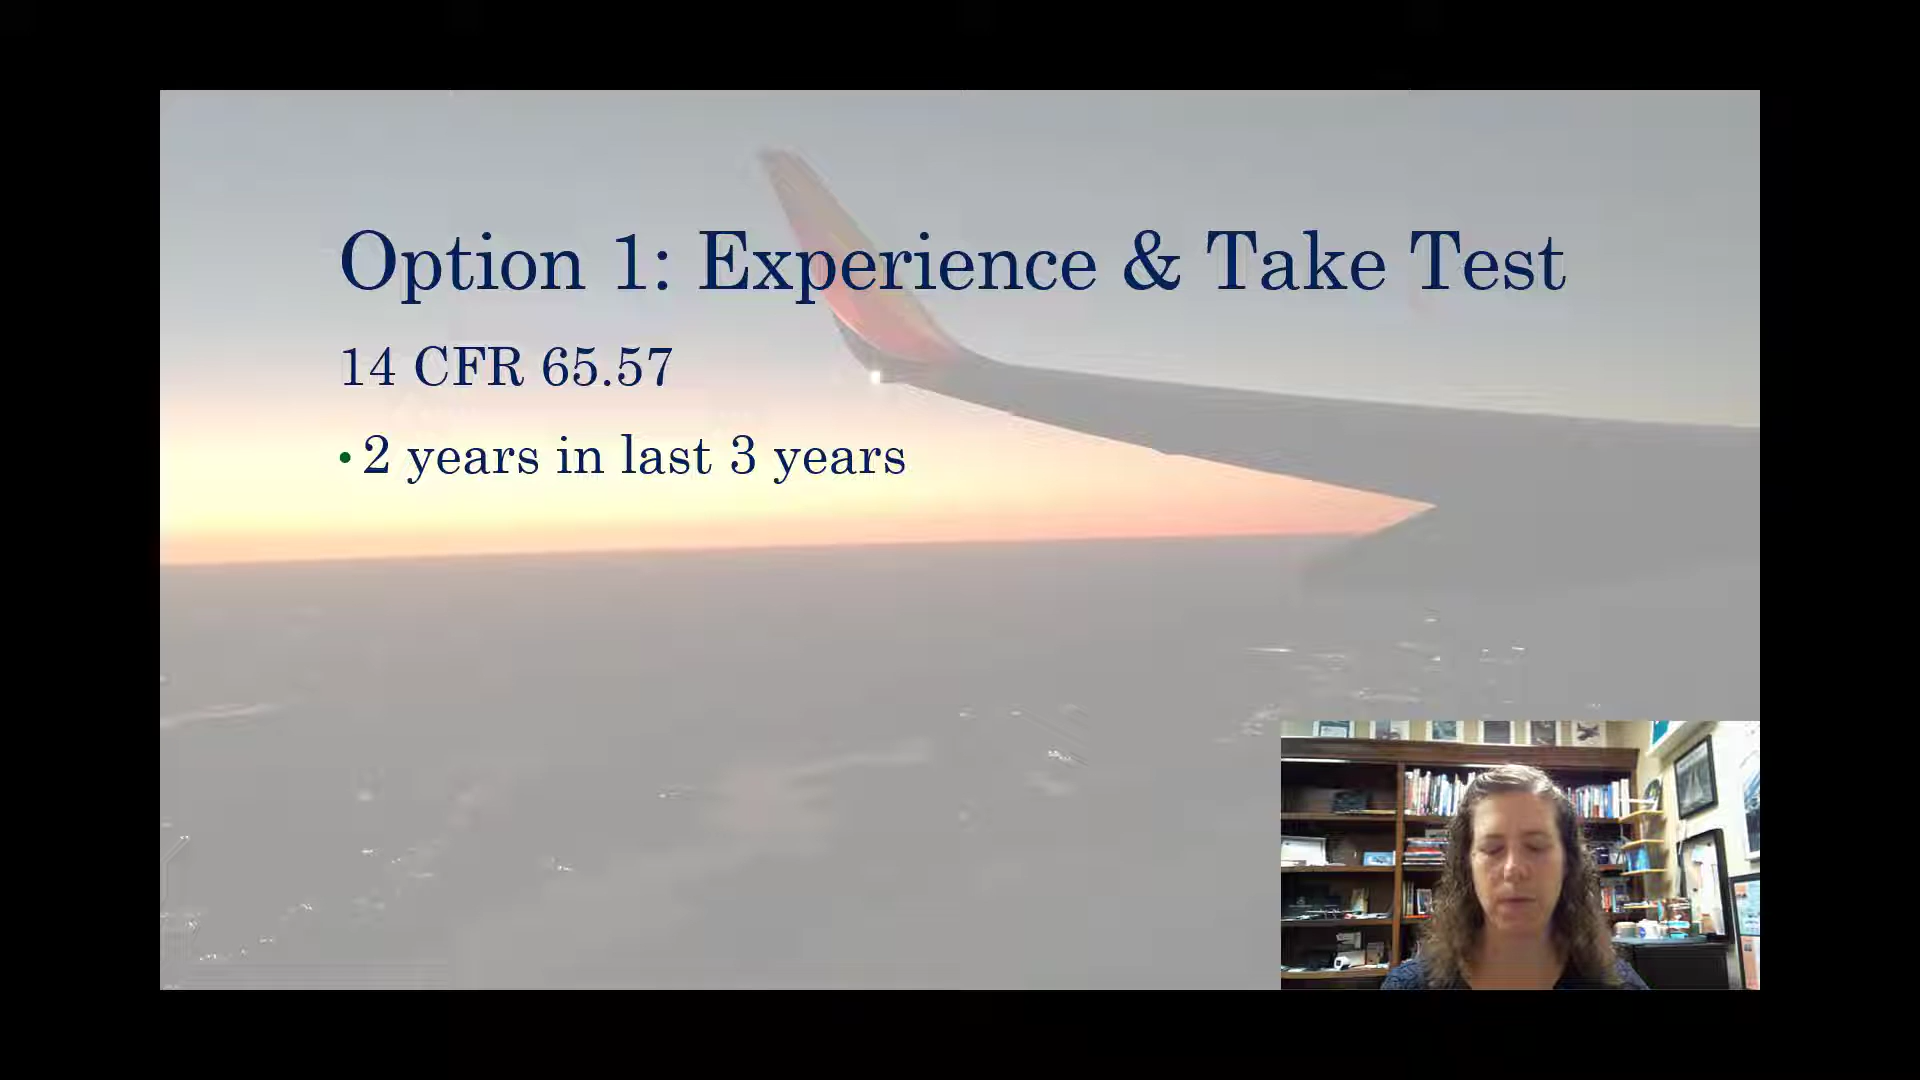 Option 1: Experience & Take Test
14 CFR 65.57
• 2 years in last 3 years